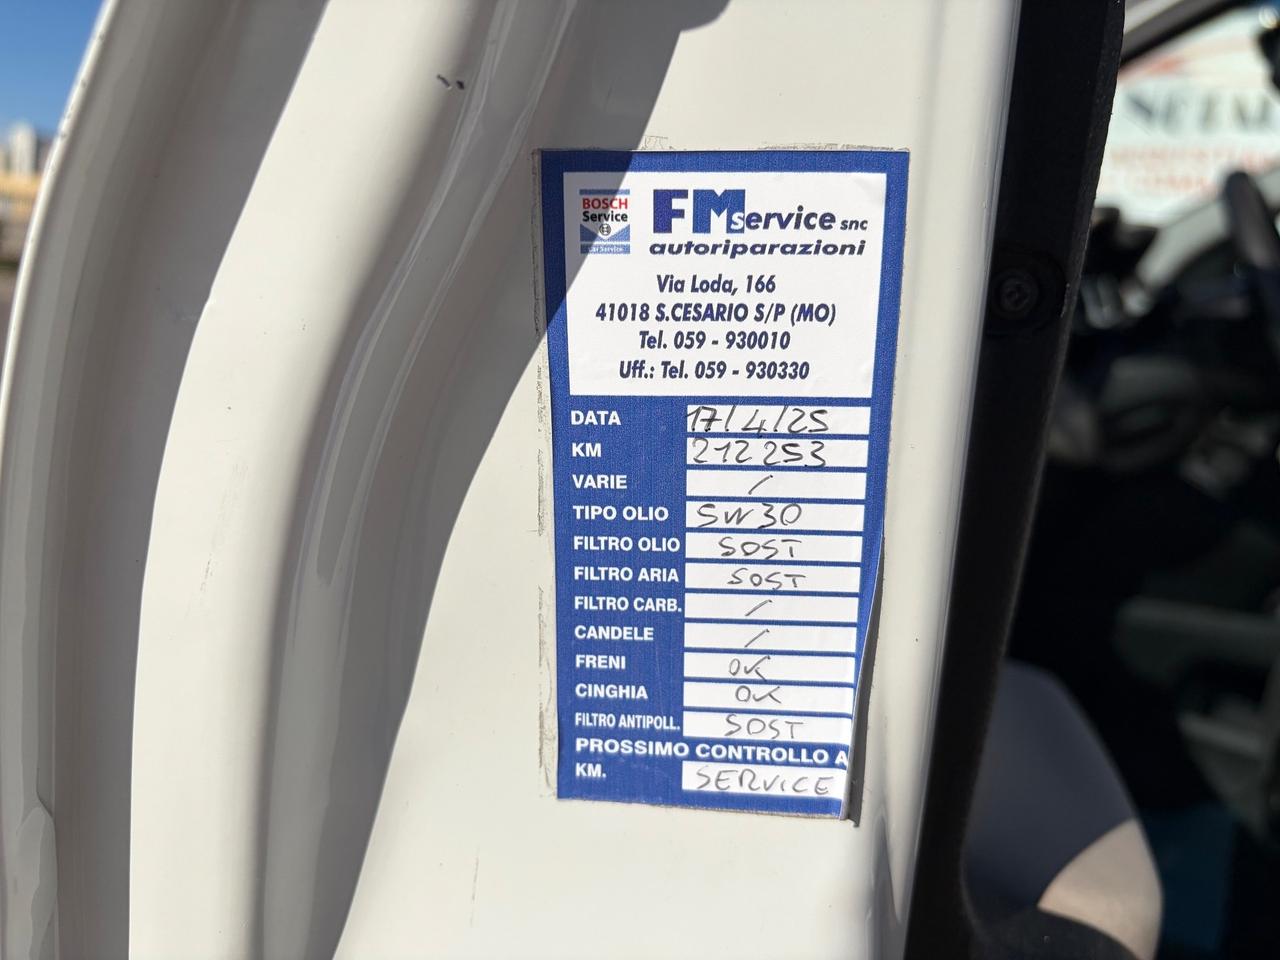 BOSCH
Service
Car Service
FM service snc
autoriparazioni
Via Loda, 166
41018 S.CESARIO S/P (MO)
Tel. 059 - 930010
Uff.: Tel. 059 - 930330
DATA 17/4/25
KM 212253
VARIE /
TIPO OLIO 5W30
FILTRO OLIO SOST
FILTRO ARIA SOST
FILTRO CARB. /
CANDELE /
FRENI OK
CINGHIA OK
FILTRO ANTIPOLL. SOST
PROSSIMO CONTROLLO A
KM. SERVICE